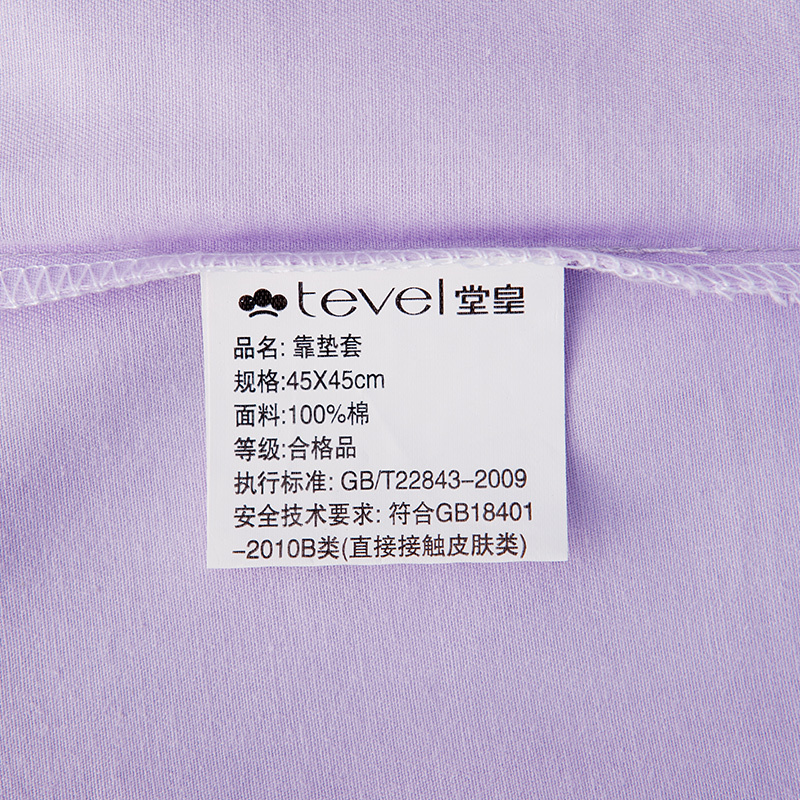 tevel堂皇
品名: 靠垫套
规格:45X45cm
面料:100%棉
等级:合格品
执行标准: GB/T22843-2009
安全技术要求: 符合GB18401
-2010B类(直接接触皮肤类)